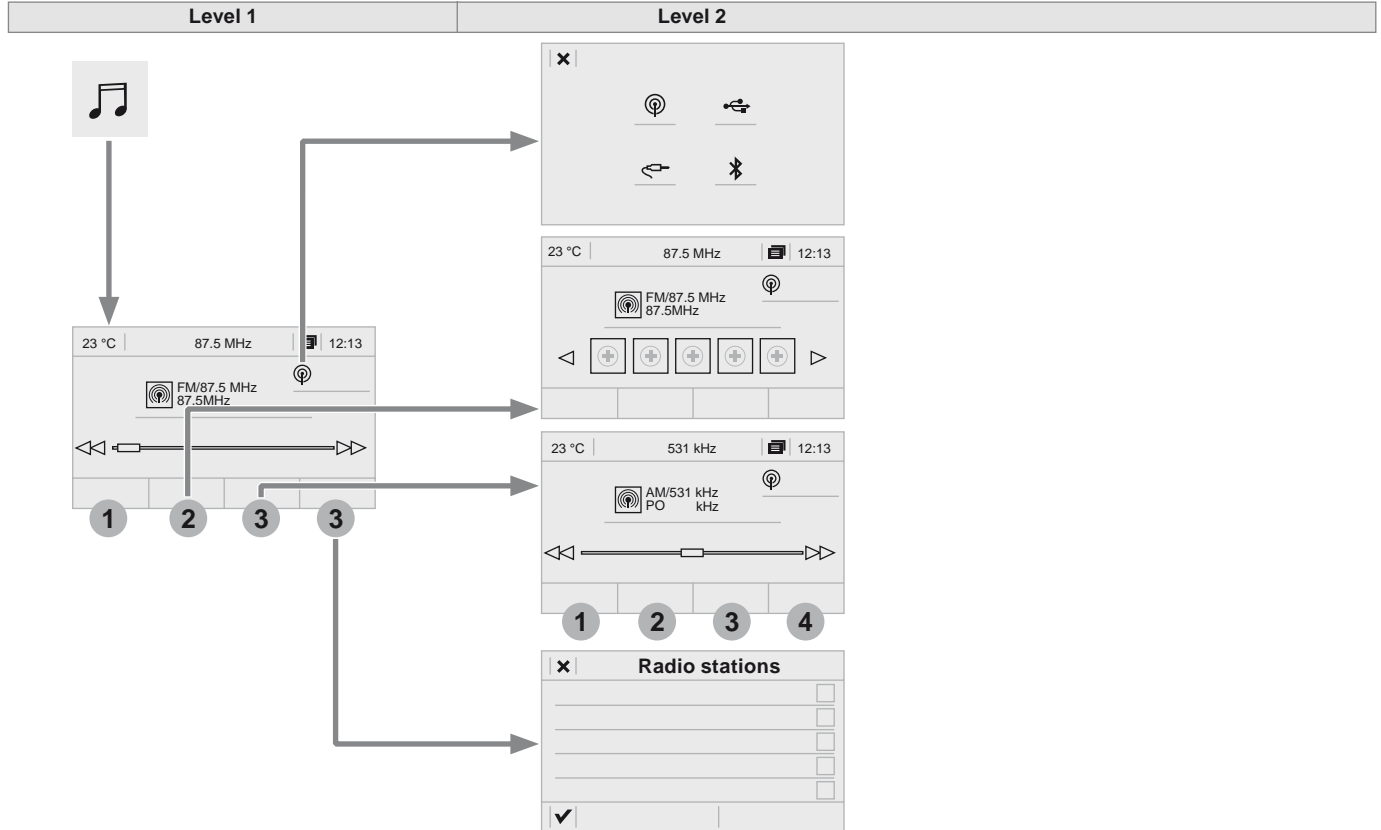 Level 1
Level 2
23 °C
87.5 MHz
12:13
FM/87.5 MHz
87.5MHz
1
2
3
3
23 °C
87.5 MHz
12:13
FM/87.5 MHz
87.5MHz
23 °C
531 kHz
12:13
AM/531 kHz
PO kHz
1
2
3
4
Radio stations